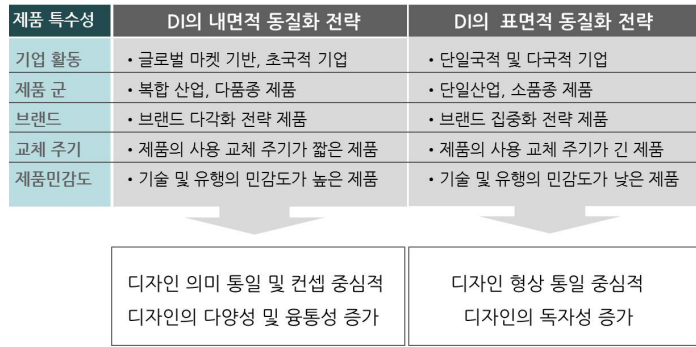 제품 특수성 DI의 내면적 동질화 전략 DI의 표면적 동질화 전략
기업 활동 • 글로벌 마켓 기반, 초국적 기업 • 단일국적 및 다국적 기업
제품 군 • 복합 산업, 다품종 제품 • 단일산업, 소품종 제품
브랜드 • 브랜드 다각화 전략 제품 • 브랜드 집중화 전략 제품
교체 주기 • 제품의 사용 교체 주기가 짧은 제품 • 제품의 사용 교체 주기가 긴 제품
제품민감도 • 기술 및 유행의 민감도가 높은 제품 • 기술 및 유행의 민감도가 낮은 제품
디자인 의미 통일 및 컨셉 중심적
디자인의 다양성 및 융통성 증가
디자인 형상 통일 중심적
디자인의 독자성 증가